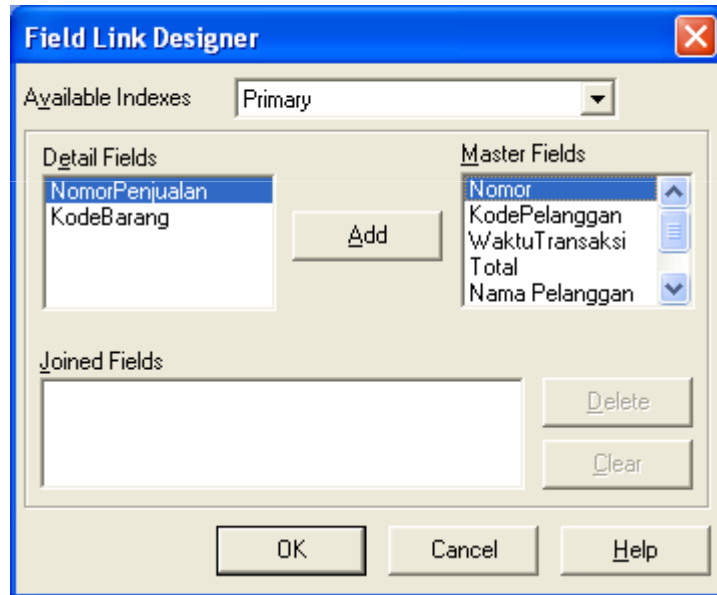 Field Link Designer
Available Indexes Primary
Detail Fields
NomorPenjualan
KodeBarang
Add
Master Fields
Nomor
KodePelanggan
WaktuTransaksi
Total
Nama Pelanggan
Joined Fields
Delete
Clear
OK Cancel Help